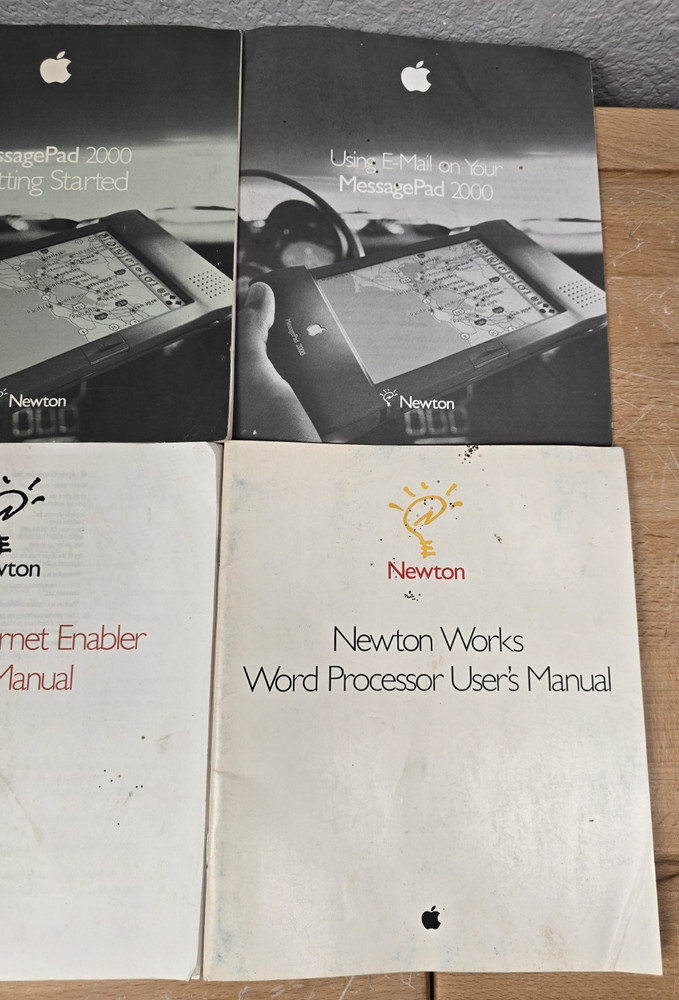 ssagePad 2000
tting Started
Newton
Using E-Mail on Your
MessagePad 2000
MessagePad 2000
Newton
wton
rnet Enabler
Manual
Newton
Newton Works
Word Processor User's Manual